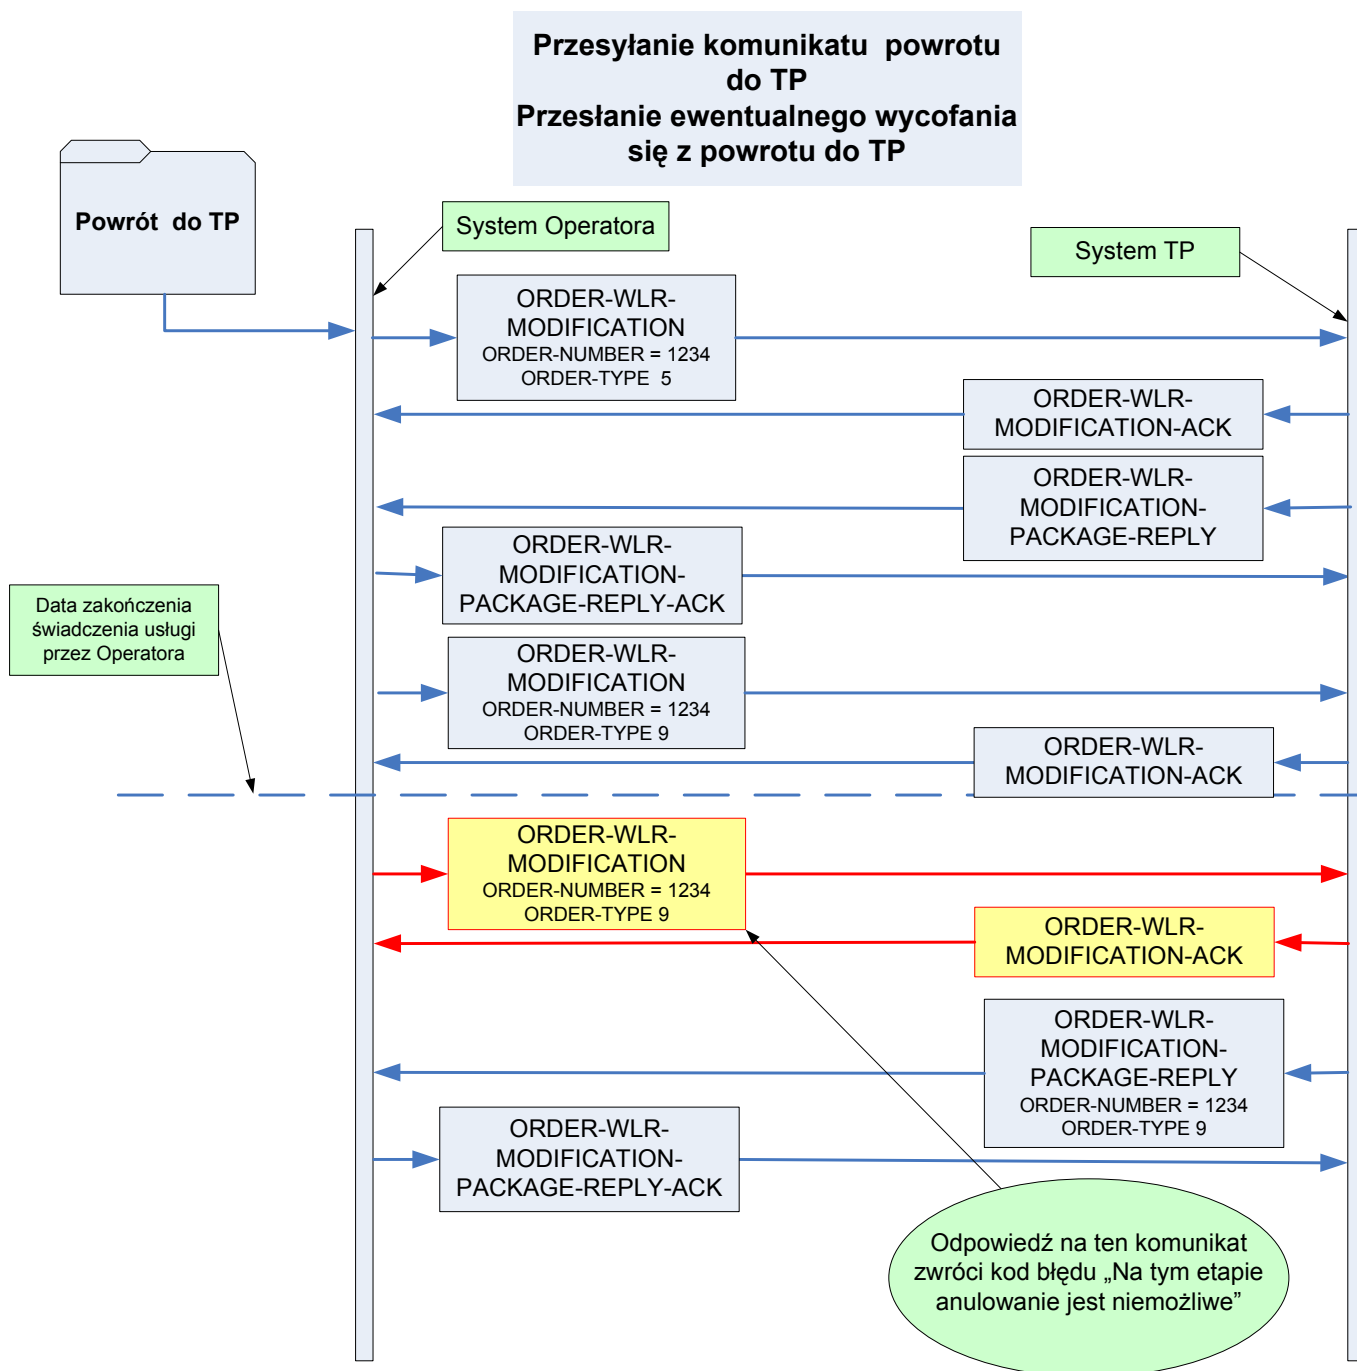 Przesyłanie komunikatu powrotu
do TP
Przesłanie ewentualnego wycofania
się z powrotu do TP
Powrót do TP
System Operatora
System TP
ORDER-WLR-
MODIFICATION
ORDER-NUMBER = 1234
ORDER-TYPE 5
ORDER-WLR-
MODIFICATION-ACK
ORDER-WLR-
MODIFICATION-
PACKAGE-REPLY
ORDER-WLR-
MODIFICATION-
PACKAGE-REPLY-ACK
Data zakończenia
świadczenia usługi
przez Operatora
ORDER-WLR-
MODIFICATION
ORDER-NUMBER = 1234
ORDER-TYPE 9
ORDER-WLR-
MODIFICATION-ACK
ORDER-WLR-
MODIFICATION
ORDER-NUMBER = 1234
ORDER-TYPE 9
ORDER-WLR-
MODIFICATION-ACK
ORDER-WLR-
MODIFICATION-
PACKAGE-REPLY
ORDER-NUMBER = 1234
ORDER-TYPE 9
ORDER-WLR-
MODIFICATION-
PACKAGE-REPLY-ACK
Odpowiedź na ten komunikat
zwróci kod błędu „Na tym etapie
anulowanie jest niemożliwe”